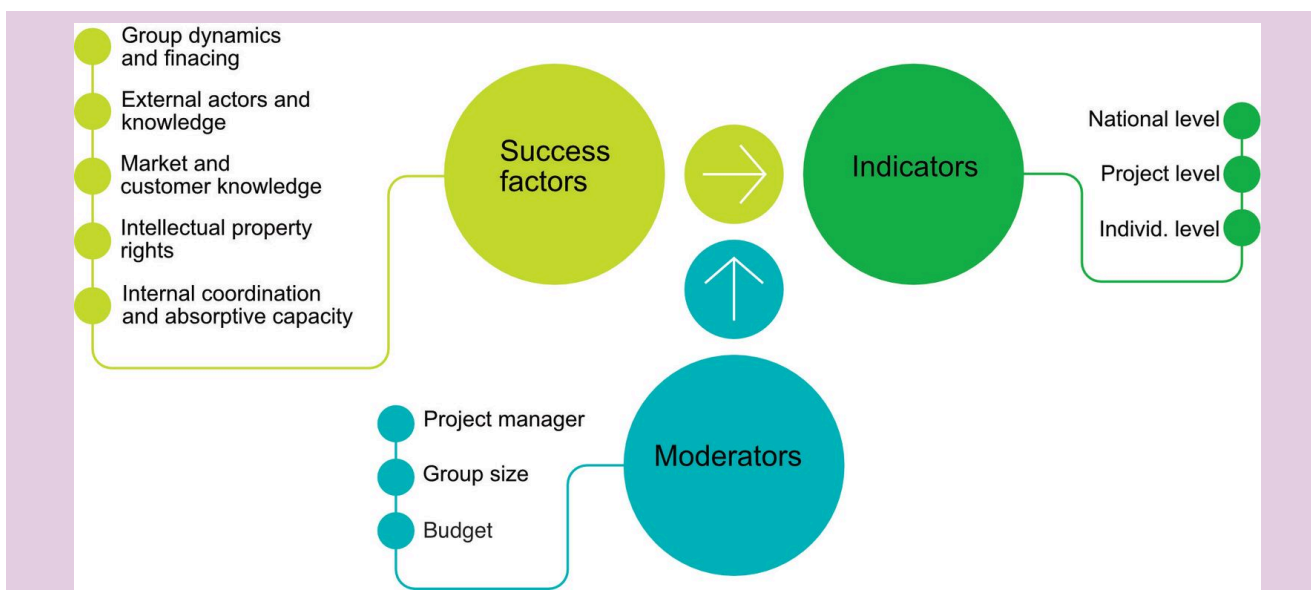 Group dynamics
and finacing
External actors and
knowledge
Market and
customer knowledge
Intellectual property
rights
Internal coordination
and absorptive capacity
Success
factors
Indicators
National level
Project level
Individ. level
Project manager
Group size
Budget
Moderators